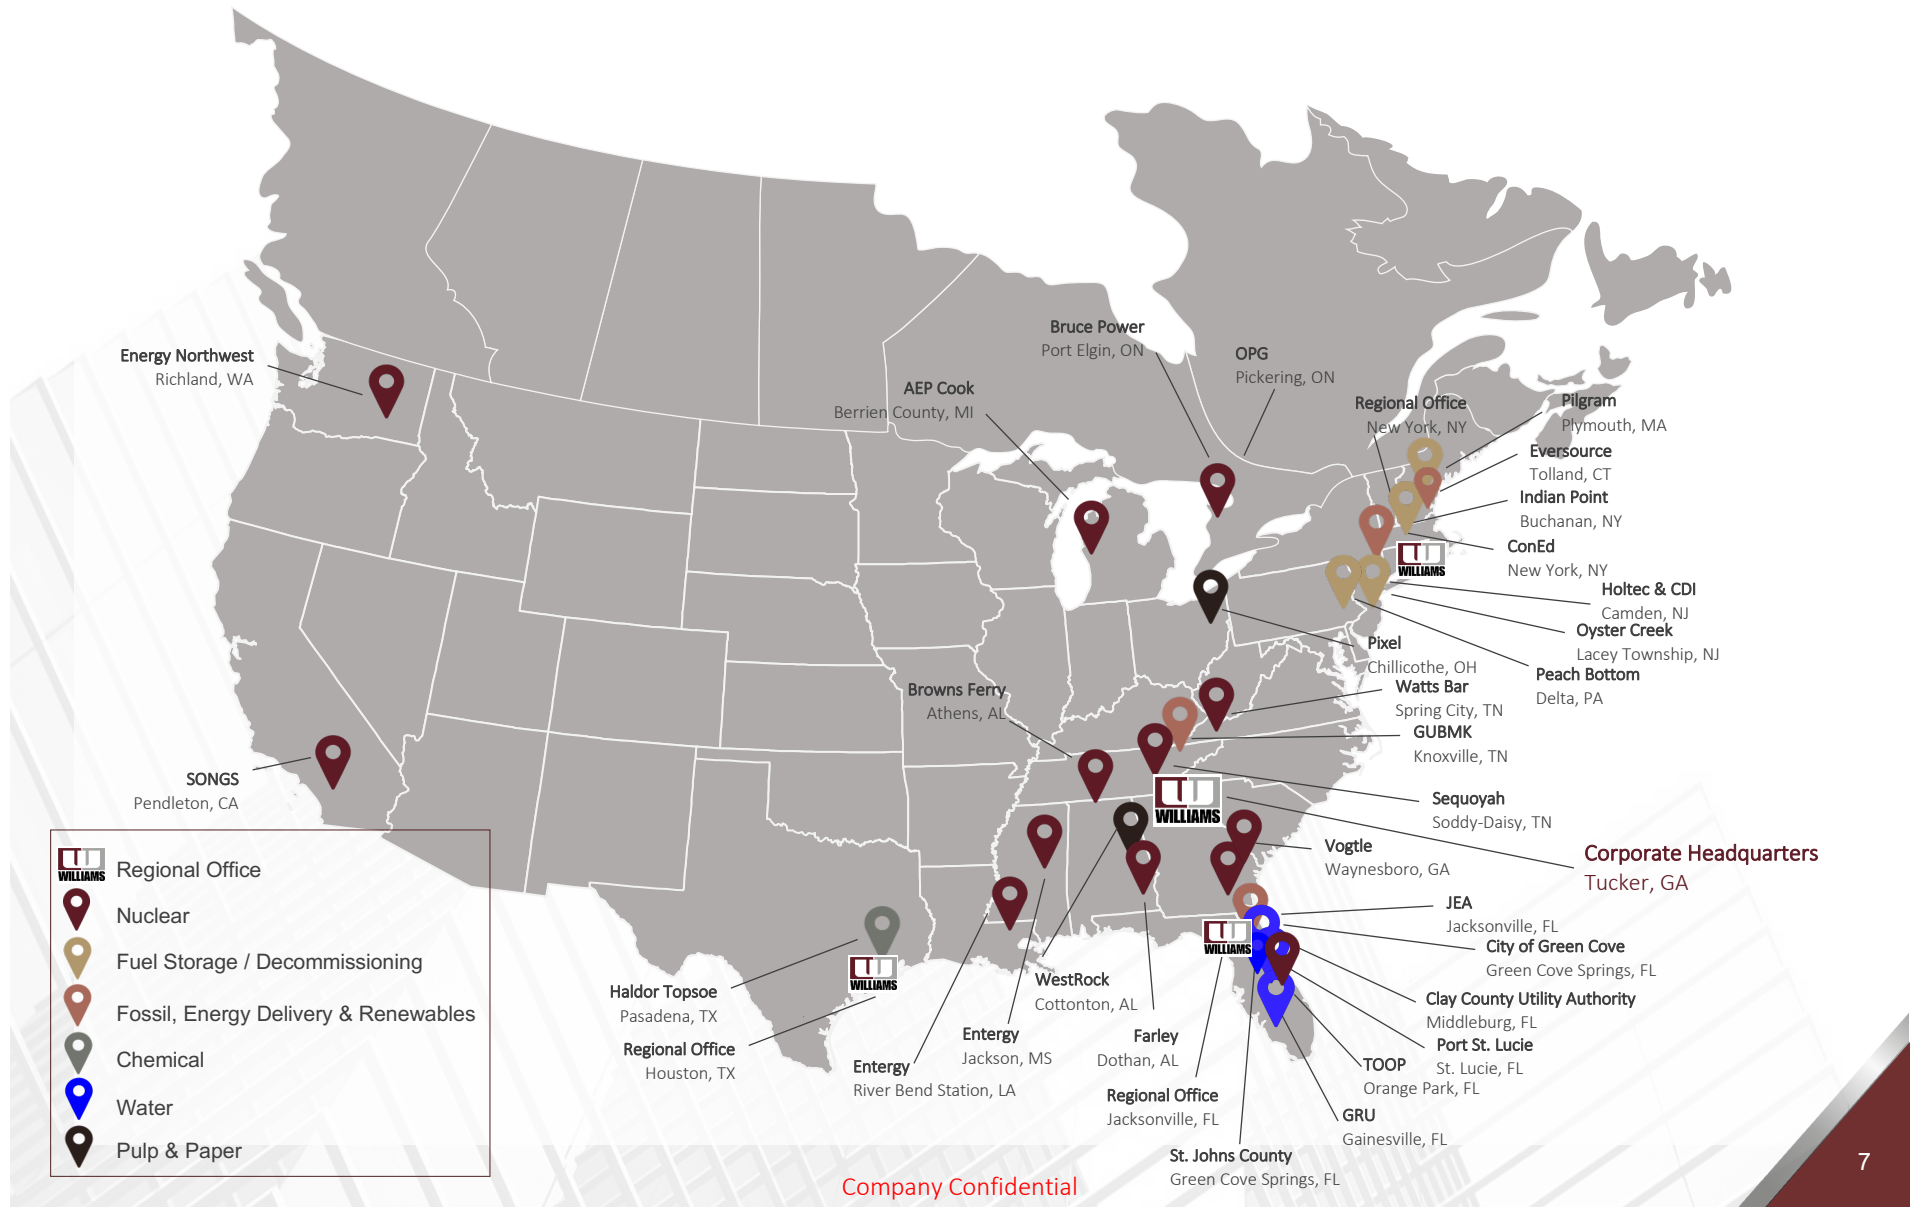 Energy Northwest
Richland, WA
Bruce Power
Port Elgin, ON
OPG
Pickering, ON
AEP Cook
Berrien County, MI
Regional Office
New York, NY
Pilgram
Plymouth, MA
Eversource
Tolland, CT
Indian Point
Buchanan, NY
ConEd
New York, NY
WILLIAMS
Holtec & CDI
Camden, NJ
Oyster Creek
Lacey Township, NJ
Pixel
Chillicothe, OH
Peach Bottom
Delta, PA
Browns Ferry
Athens, AL
Watts Bar
Spring City, TN
GUBMK
Knoxville, TN
SONGS
Pendleton, CA
Sequoyah
Soddy-Daisy, TN
WILLIAMS
Vogtle
Waynesboro, GA
Corporate Headquarters
Tucker, GA
JEA
Jacksonville, FL
City of Green Cove
Green Cove Springs, FL
WILLIAMS
Clay County Utility Authority
Middleburg, FL
Port St. Lucie
St. Lucie, FL
TOOP
Orange Park, FL
GRU
Gainesville, FL
St. Johns County
Green Cove Springs, FL
Regional Office
Jacksonville, FL
Farley
Dothan, AL
WestRock
Cottonton, AL
Entergy
Jackson, MS
Entergy
River Bend Station, LA
WILLIAMS
Haldor Topsoe
Pasadena, TX
Regional Office
Houston, TX
WILLIAMS
Regional Office
Nuclear
Fuel Storage / Decommissioning
Fossil, Energy Delivery & Renewables
Chemical
Water
Pulp & Paper
Company Confidential
7